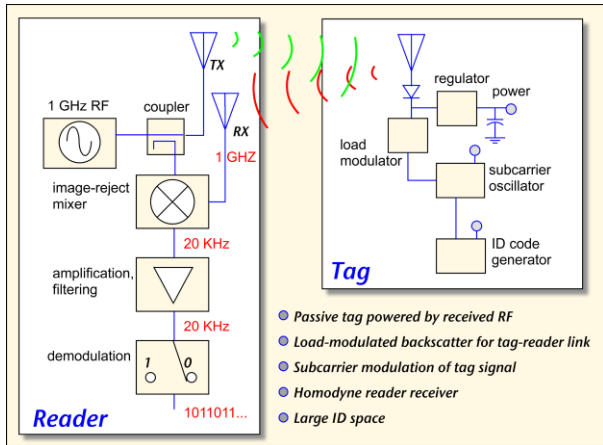 TX
1 GHz RF
coupler
RX
1 GHZ
image-reject
mixer
20 KHz
amplification,
filtering
20 KHz
demodulation
1 0
1011011...
Reader
regulator
power
load
modulator
subcarrier
oscillator
ID code
generator
Tag
Passive tag powered by received RF
Load-modulated backscatter for tag-reader link
Subcarrier modulation of tag signal
Homodyne reader receiver
Large ID space